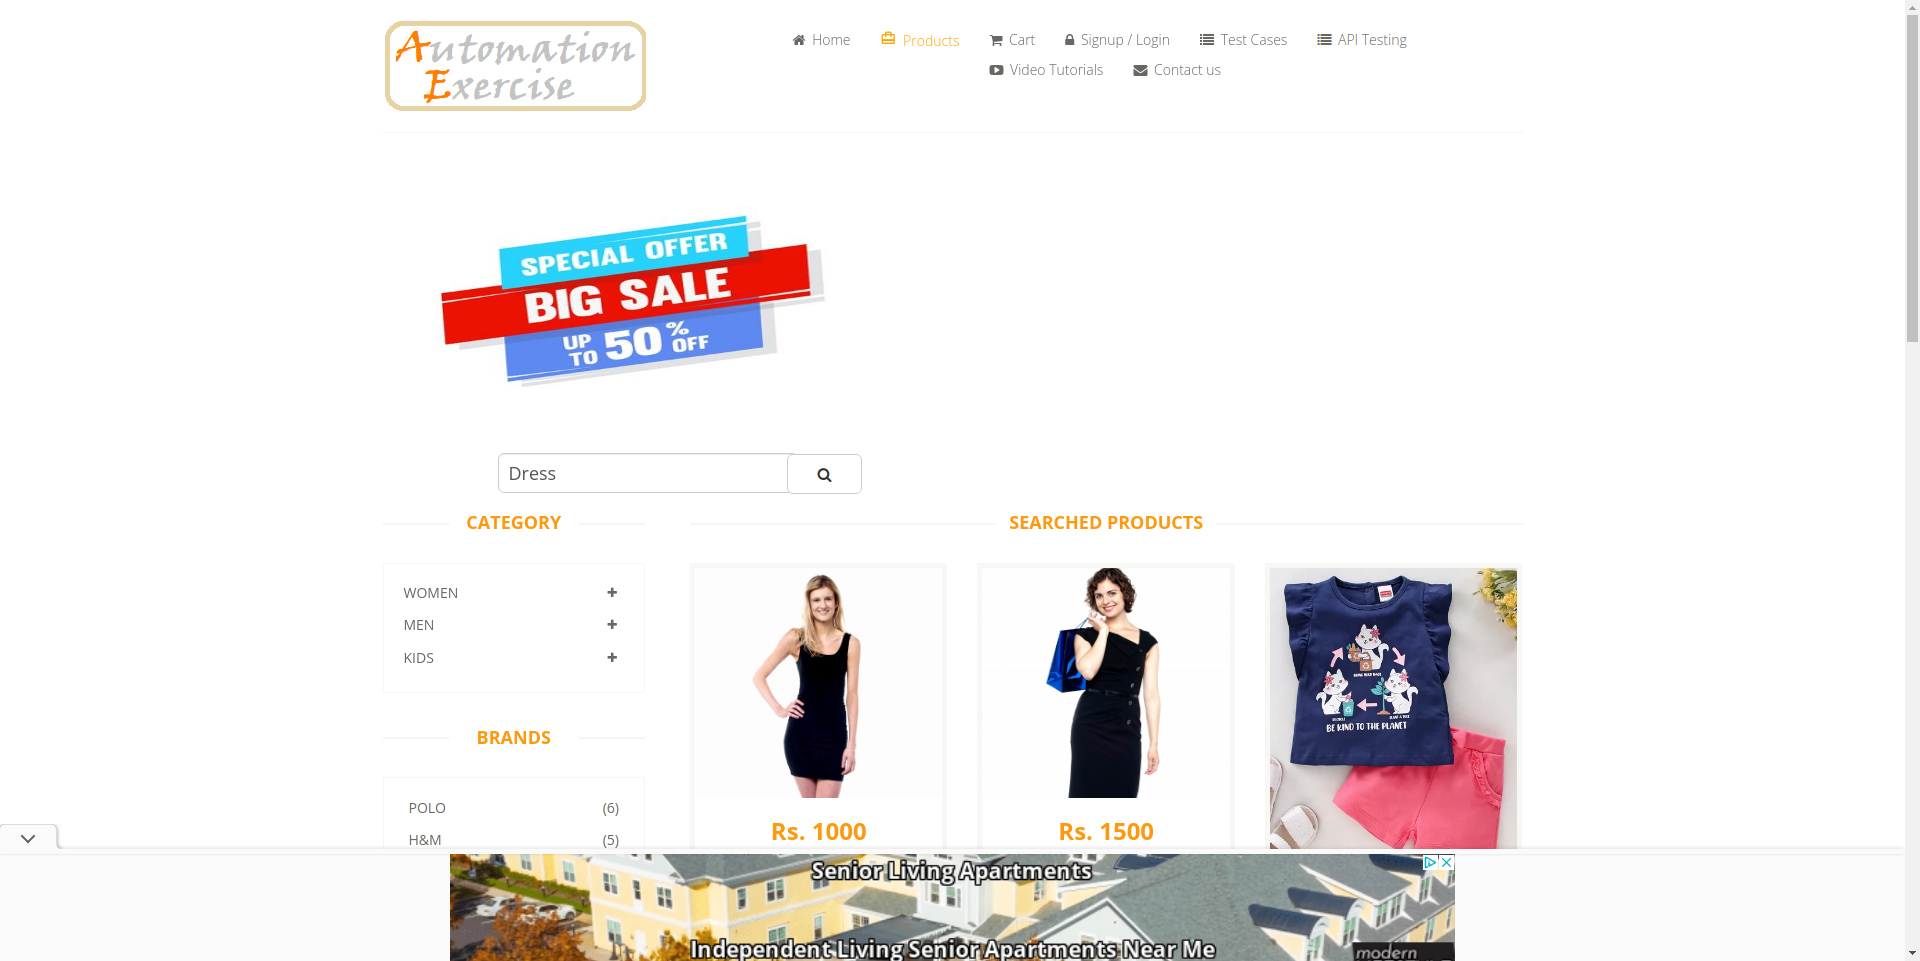 Automation
Exercise
Home
Products
Cart
Signup / Login
Test Cases
API Testing
Video Tutorials
Contact us
SPECIAL OFFER
BIG SALE
UP TO 50% OFF
Dress
CATEGORY
SEARCHED PRODUCTS
WOMEN
MEN
KIDS
BRANDS
POLO (6)
H&M (5)
BE KIND TO THE PLANET
Rs. 1000
Rs. 1500
Senior Living Apartments
Independent Living Senior Apartments Near Me
modern